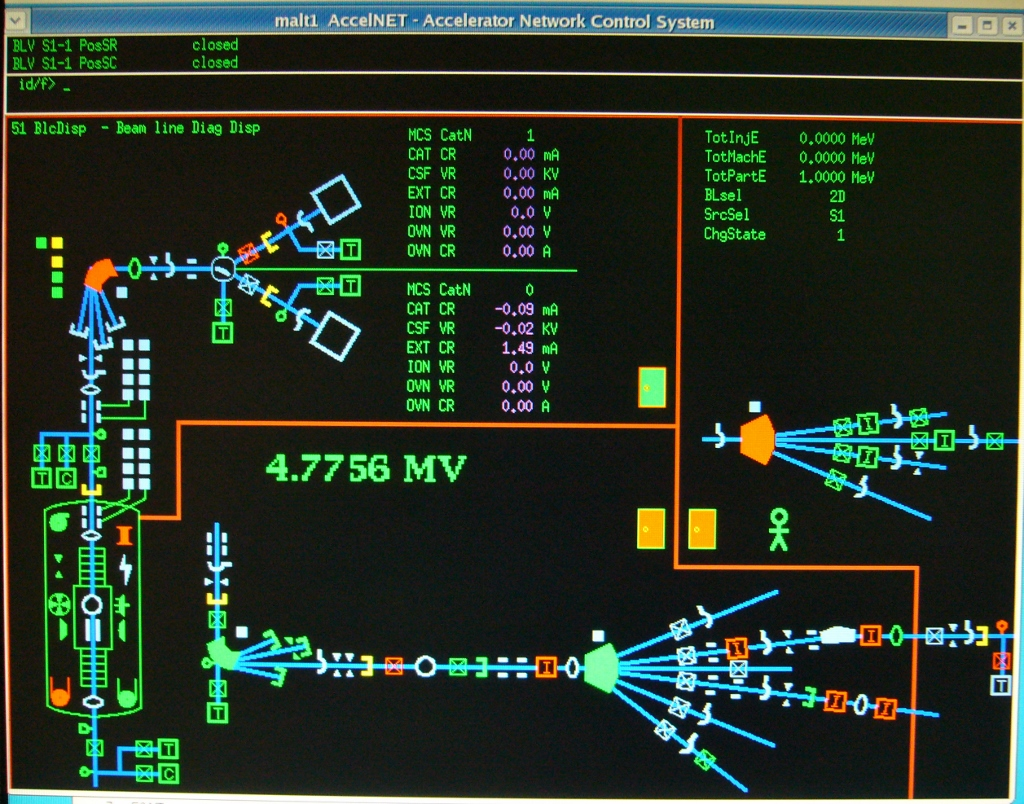 malt1 AccelNET - Accelerator Network Control System
BLV S1-1 PosSR closed
BLV S1-1 PosSC closed
id/f> _
51 BlcDisp - Beam line Diag Disp
MCS CatN 1
CAT CR 0.00 mA
CSF VR 0.00 KV
EXT CR 0.00 mA
ION VR 0.0 V
OVN VR 0.00 V
OVN CR 0.00 A
MCS CatN 0
CAT CR -0.09 mA
CSF VR -0.02 KV
EXT CR 1.49 mA
ION VR 0.0 V
OVN VR 0.00 V
OVN CR 0.00 A
TotInjE 0.0000 MeV
TotMachE 0.0000 MeV
TotPartE 1.0000 MeV
BLsel 2D
SrcSel S1
ChgState 1
T
T
T
I
I
I
T C
4.7756 MV
I
I
I
I
I
I
T
T
T
C